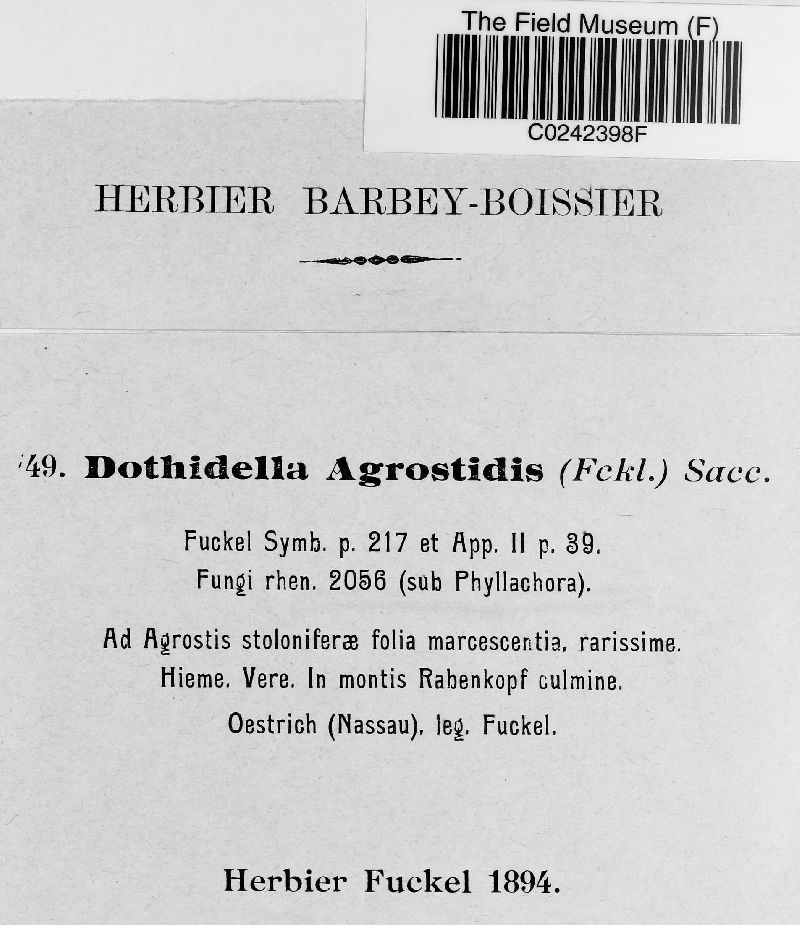 The Field Museum (F)
C0242398F
HERBIER BARBEY-BOISSIER
49. Dothidella Agrostidis (Fckl.) Sacc.
Fuckel Symb. p. 217 et App. II p. 39.
Fungi rhen. 2056 (sub Phyllachora).
Ad Agrostis stoloniferæ folia marcescentia, rarissime.
Hieme. Vere. In montis Rabenkopf culmine.
Oestrich (Nassau), leg. Fuckel.
Herbier Fuckel 1894.